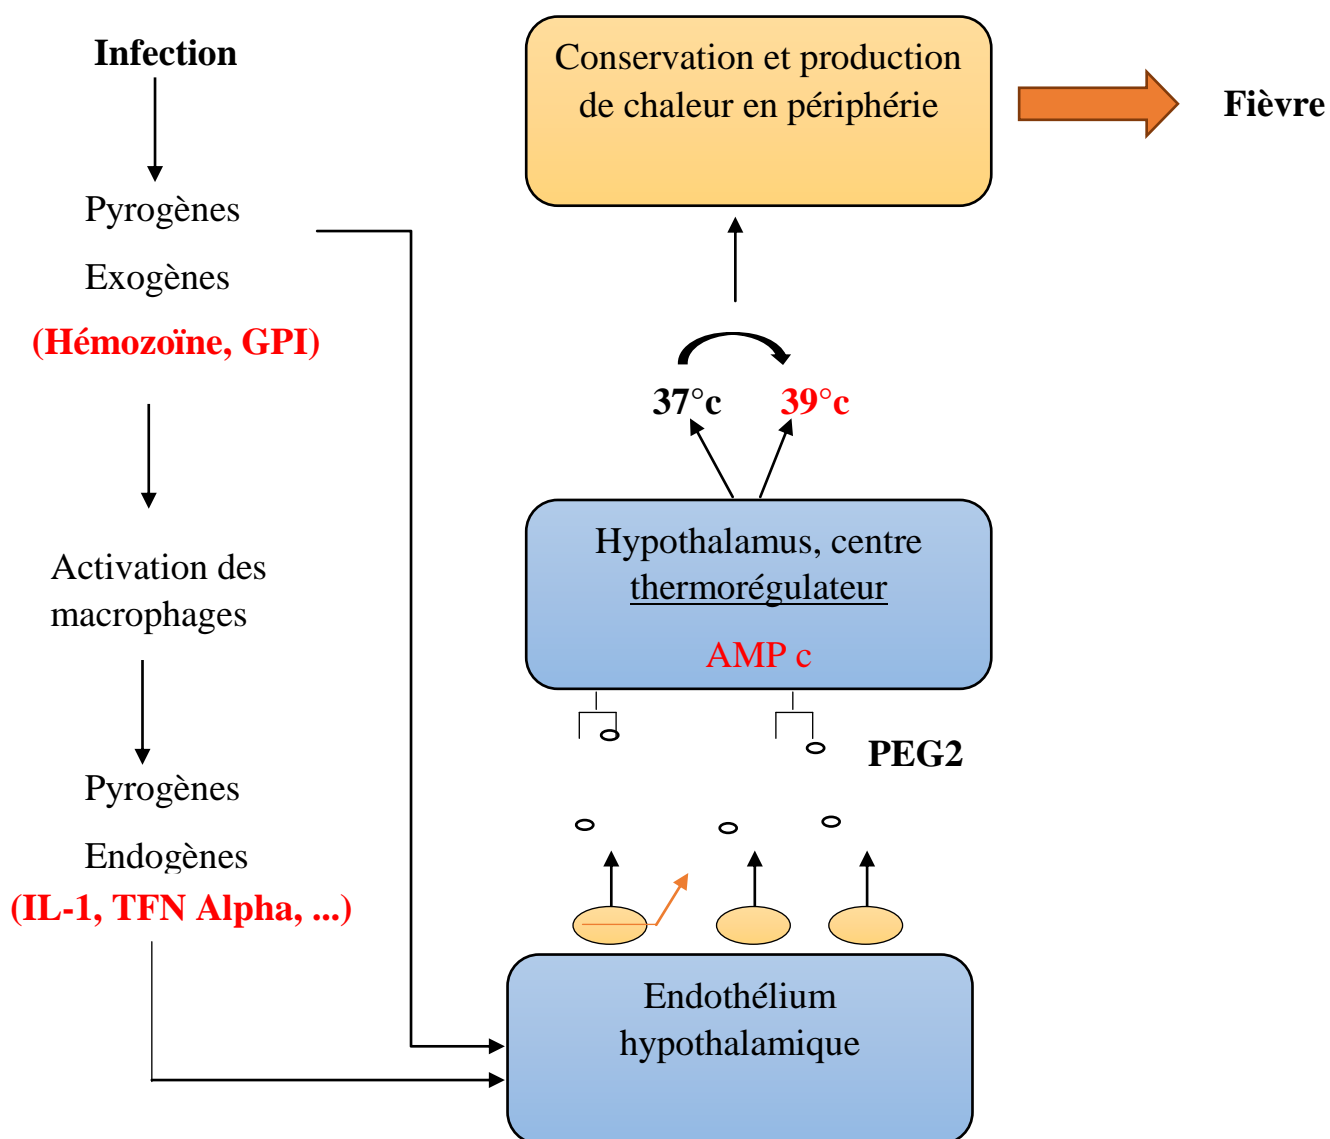 Infection
Pyrogènes
Exogènes
(Hémozoïne, GPI)
Activation des
macrophages
Pyrogènes
Endogènes
(IL-1, TFN Alpha, ...)
Conservation et production
de chaleur en périphérie
Fièvre
37°c
39°c
Hypothalamus, centre
thermorégulateur
AMP c
PEG2
Endothélium
hypothalamique